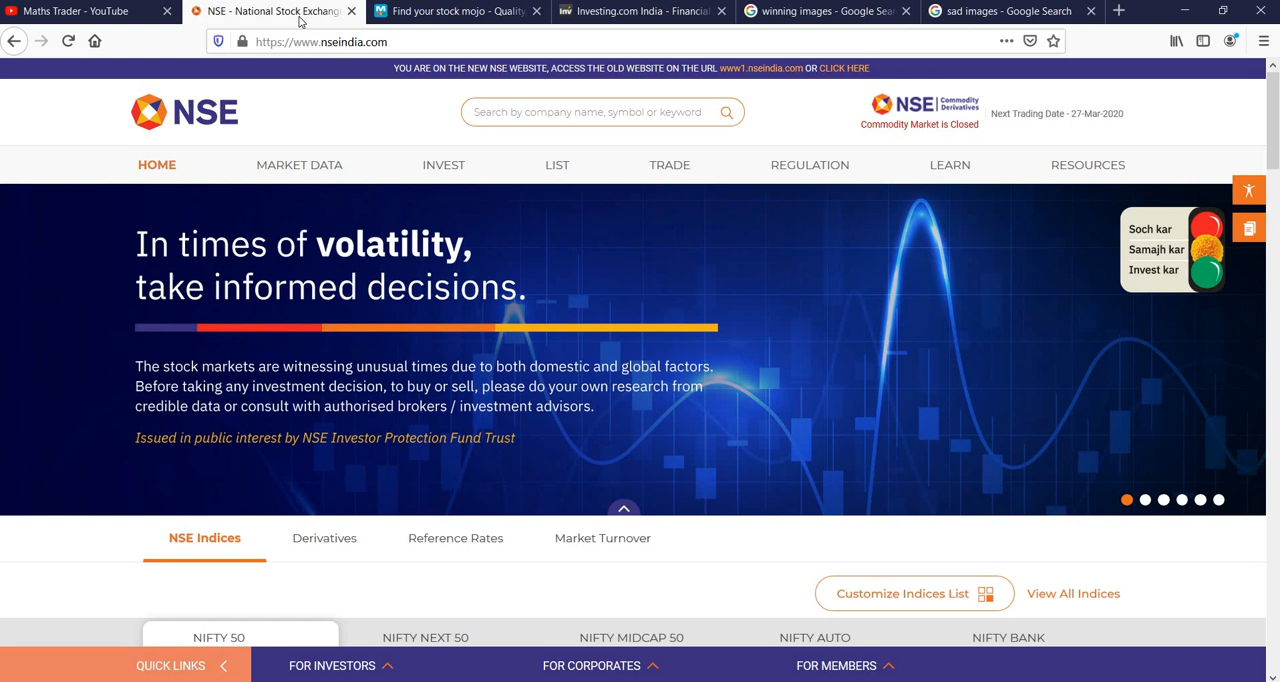 Maths Trader - YouTube
NSE - National Stock Exchang
Find your stock mojo - Quality,
Investing.com India - Financial
winning images - Google Sea
sad images - Google Search
https://www.nseindia.com
YOU ARE ON THE NEW NSE WEBSITE, ACCESS THE OLD WEBSITE ON THE URL www1.nseindia.com OR CLICK HERE
NSE
Search by company name, symbol or keyword
NSE | Commodity Derivatives
Commodity Market is Closed
Next Trading Date - 27-Mar-2020
HOME MARKET DATA INVEST LIST TRADE REGULATION LEARN RESOURCES
In times of volatility,
take informed decisions.
Soch kar
Samajh kar
Invest kar
The stock markets are witnessing unusual times due to both domestic and global factors.
Before taking any investment decision, to buy or sell, please do your own research from
credible data or consult with authorised brokers / investment advisors.
Issued in public interest by NSE Investor Protection Fund Trust
NSE Indices Derivatives Reference Rates Market Turnover
Customize Indices List View All Indices
NIFTY 50 NIFTY NEXT 50 NIFTY MIDCAP 50 NIFTY AUTO NIFTY BANK
QUICK LINKS FOR INVESTORS FOR CORPORATES FOR MEMBERS